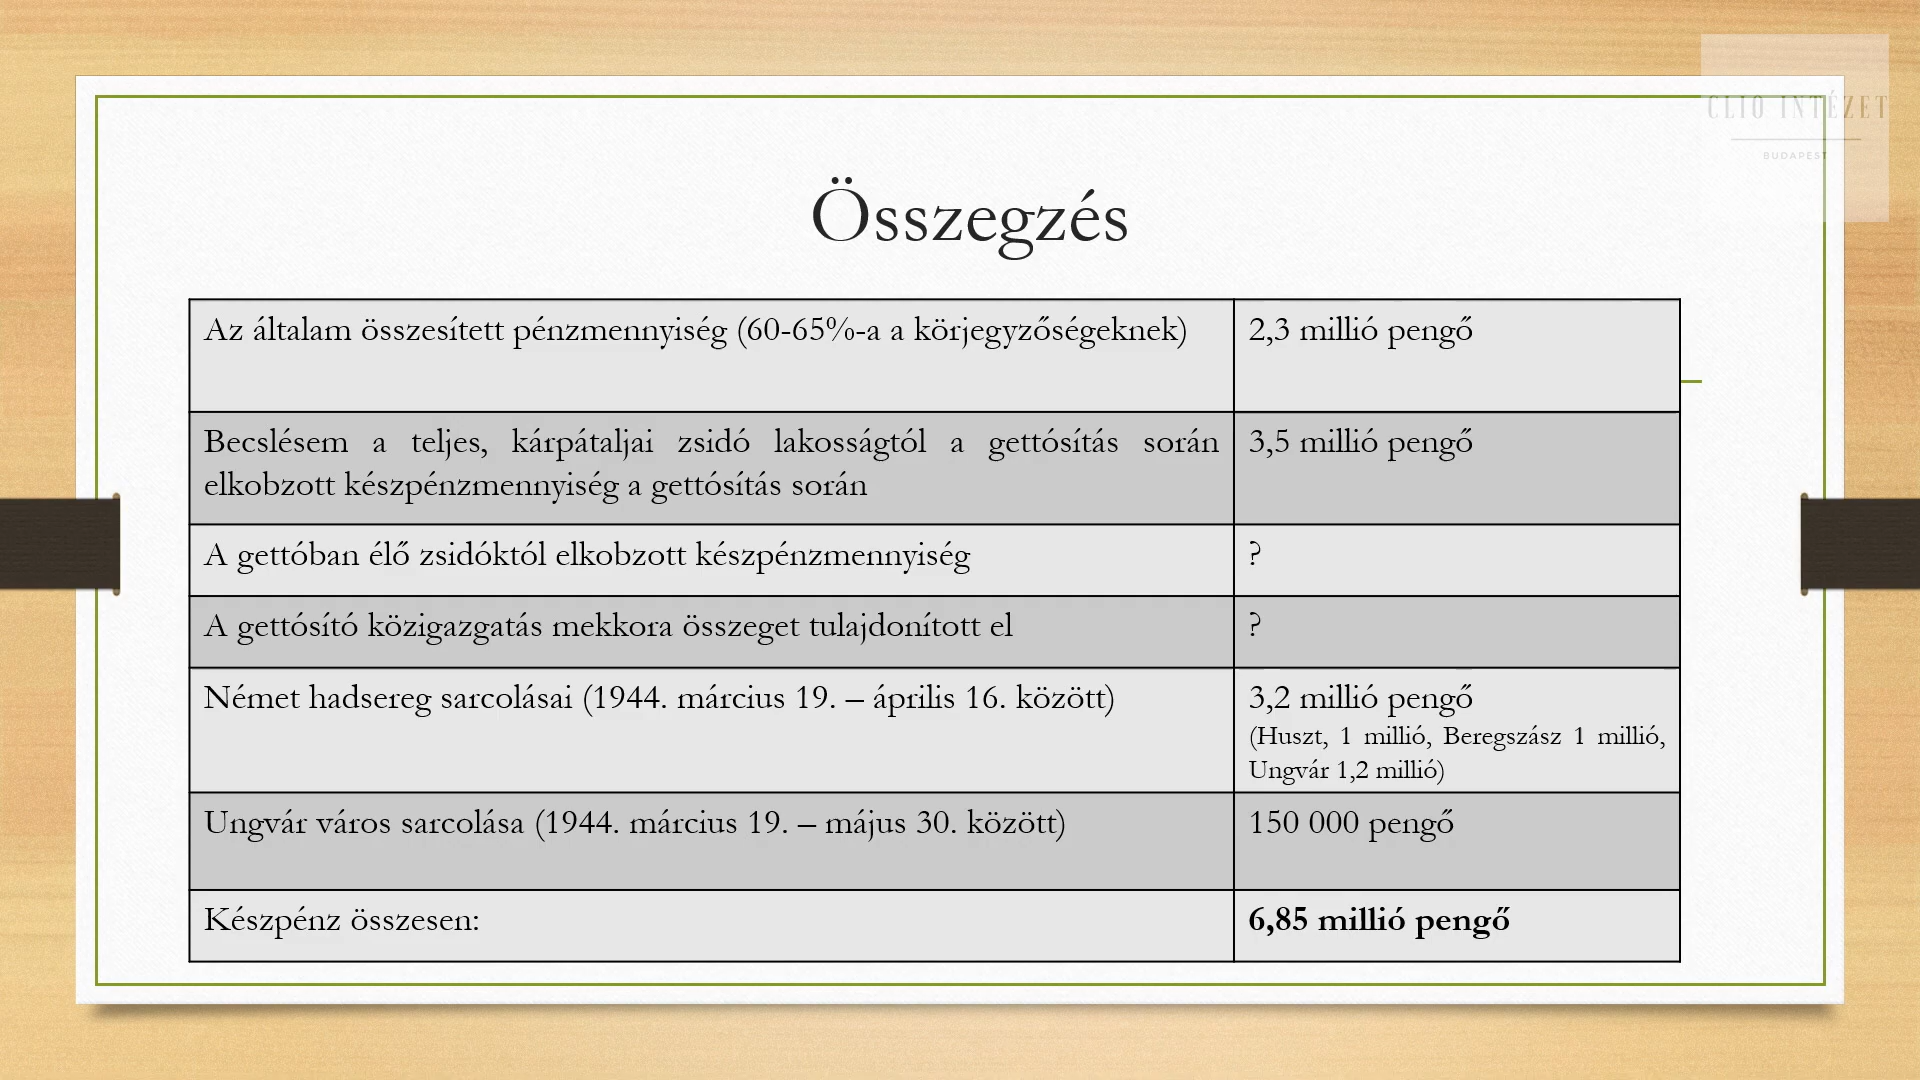 CLIO INTÉZET
BUDAPEST
Összegzés
Az általam összesített pénzmennyiség (60-65%-a a körjegyzőségeknek)
2,3 millió pengő
Becslésem a teljes, kárpátaljai zsidó lakosságtól a gettósítás során
elkobzott készpénzmennyiség a gettósítás során
3,5 millió pengő
A gettóban élő zsidóktól elkobzott készpénzmennyiség
?
A gettósító közigazgatás mekkora összeget tulajdonított el
?
Német hadsereg sarcolásai (1944. március 19. – április 16. között)
3,2 millió pengő
(Huszt, 1 millió, Beregszász 1 millió,
Ungvár 1,2 millió)
Ungvár város sarcolása (1944. március 19. – május 30. között)
150 000 pengő
Készpénz összesen:
6,85 millió pengő